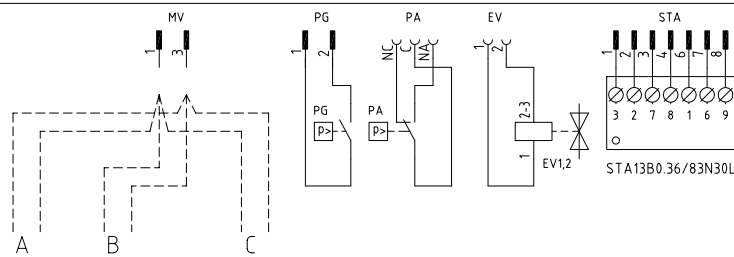 MV PG PA EV STA
1 3 1 2 NC C NA 1 2 1 2 3 4 6 7 8
PG P> PA P> 2-3 3 2 7 8 1 6 9
1 EV1,2 STA13B0.36/83N30L
A B C